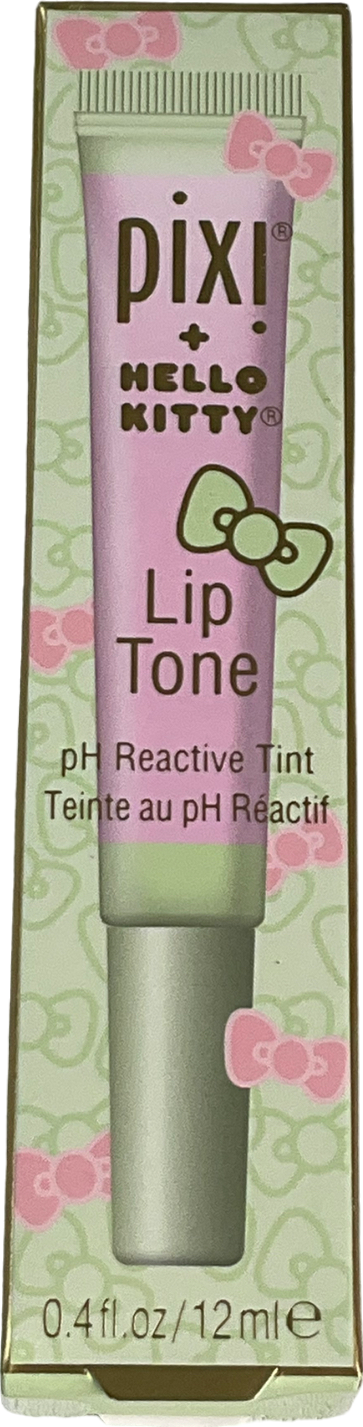 pixi®
+
HELLO
KITTY®
Lip
Tone
pH Reactive Tint
Teinte au pH Réactif
0.4fl.oz/12ml℮